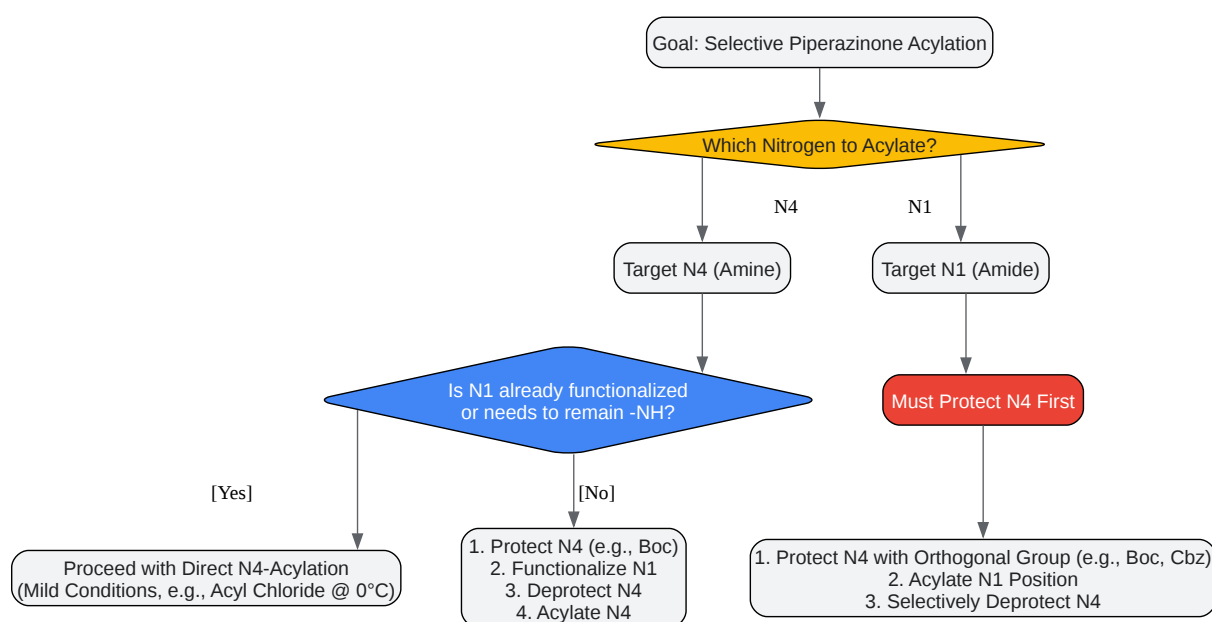 Goal: Selective Piperazinone Acylation
Which Nitrogen to Acylate?
N4
N1
Target N4 (Amine)
Target N1 (Amide)
Is N1 already functionalized
or needs to remain -NH?
Must Protect N4 First
[Yes]
[No]
Proceed with Direct N4-Acylation
(Mild Conditions, e.g., Acyl Chloride @ 0°C)
1. Protect N4 (e.g., Boc)
2. Functionalize N1
3. Deprotect N4
4. Acylate N4
1. Protect N4 with Orthogonal Group (e.g., Boc, Cbz)
2. Acylate N1 Position
3. Selectively Deprotect N4